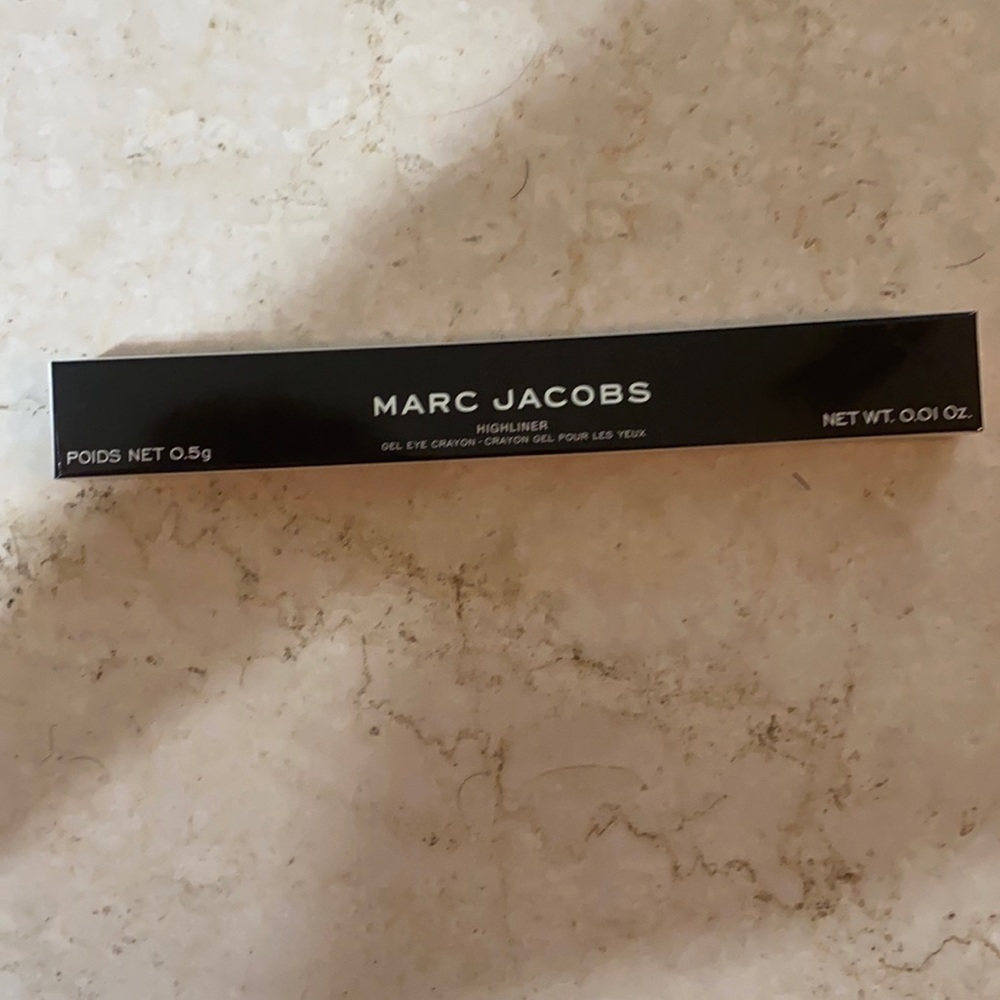 MARC JACOBS
HIGHLINER
GEL EYE CRAYON · CRAYON GEL POUR LES YEUX
POIDS NET 0.5g
NET WT. 0.01 Oz.